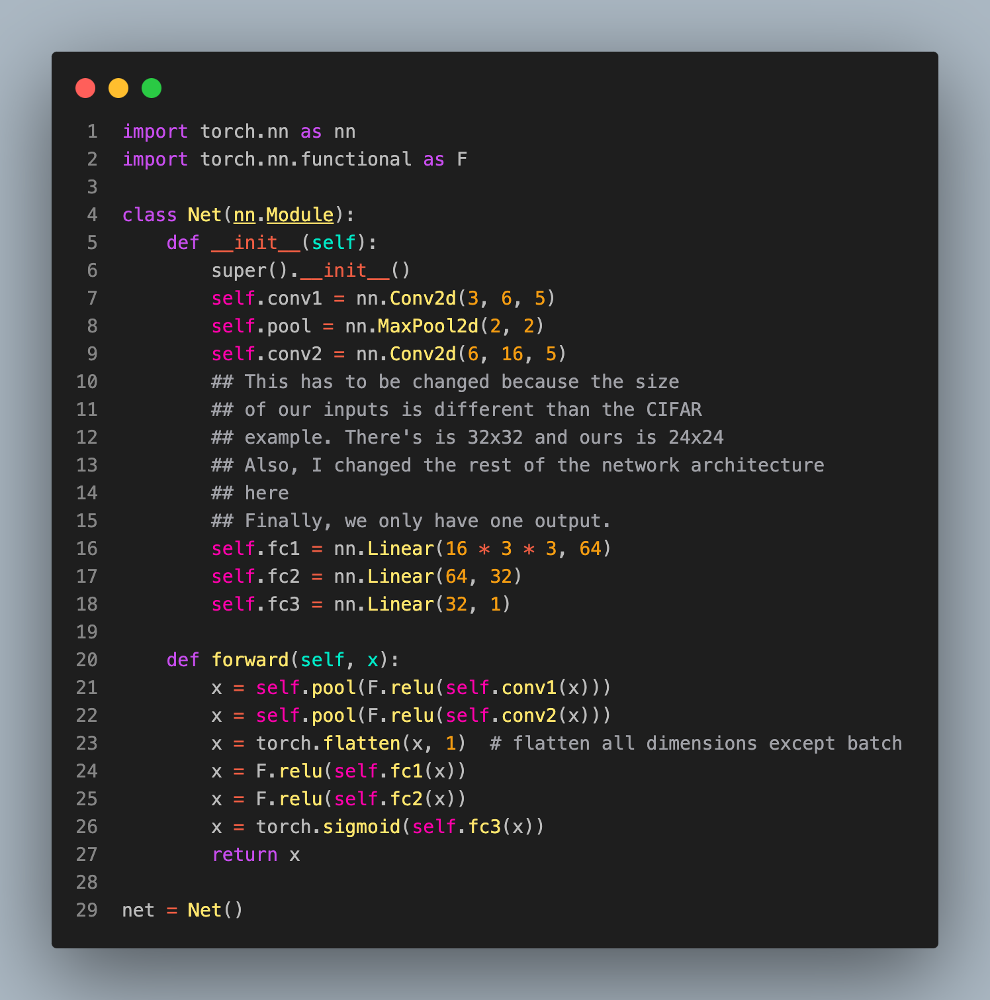 1 import torch.nn as nn
2 import torch.nn.functional as F
3
4 class Net(nn.Module):
5     def __init__(self):
6         super().__init__()
7         self.conv1 = nn.Conv2d(3, 6, 5)
8         self.pool = nn.MaxPool2d(2, 2)
9         self.conv2 = nn.Conv2d(6, 16, 5)
10         ## This has to be changed because the size
11         ## of our inputs is different than the CIFAR
12         ## example. There's is 32x32 and ours is 24x24
13         ## Also, I changed the rest of the network architecture
14         ## here
15         ## Finally, we only have one output.
16         self.fc1 = nn.Linear(16 * 3 * 3, 64)
17         self.fc2 = nn.Linear(64, 32)
18         self.fc3 = nn.Linear(32, 1)
19
20     def forward(self, x):
21         x = self.pool(F.relu(self.conv1(x)))
22         x = self.pool(F.relu(self.conv2(x)))
23         x = torch.flatten(x, 1)  # flatten all dimensions except batch
24         x = F.relu(self.fc1(x))
25         x = F.relu(self.fc2(x))
26         x = torch.sigmoid(self.fc3(x))
27         return x
28
29 net = Net()